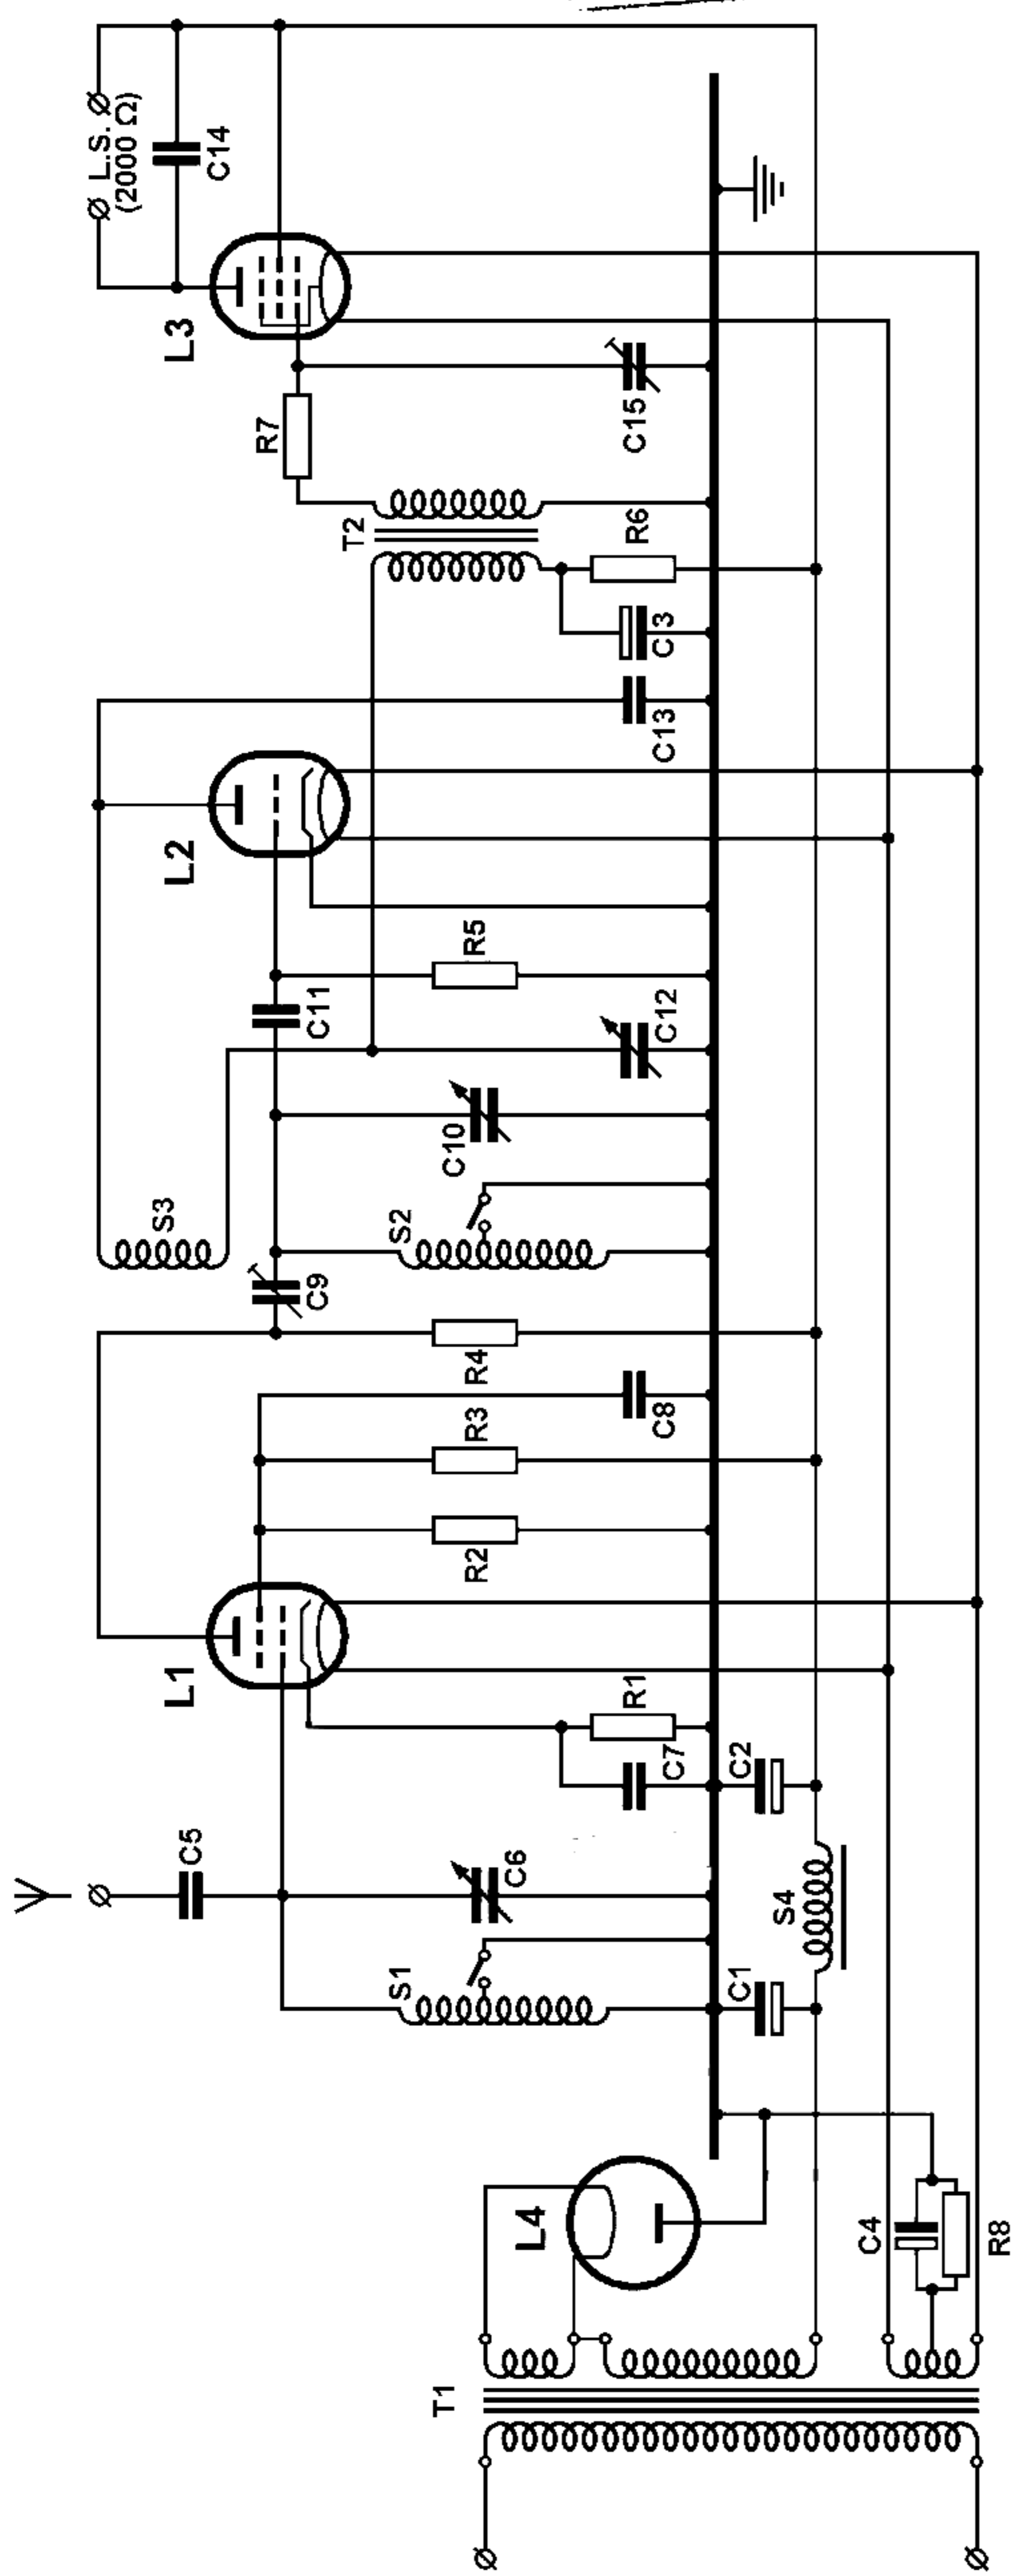 L.S.
(2000 Ω)
C14
L3
R7
C15
T2
R6
C3
C13
L2
R5
C11
C12
C10
S3
S2
C9
R4
R3
C8
R2
L1
R1
C7
C2
C5
C6
S4
S1
C1
L4
C4
R8
T1